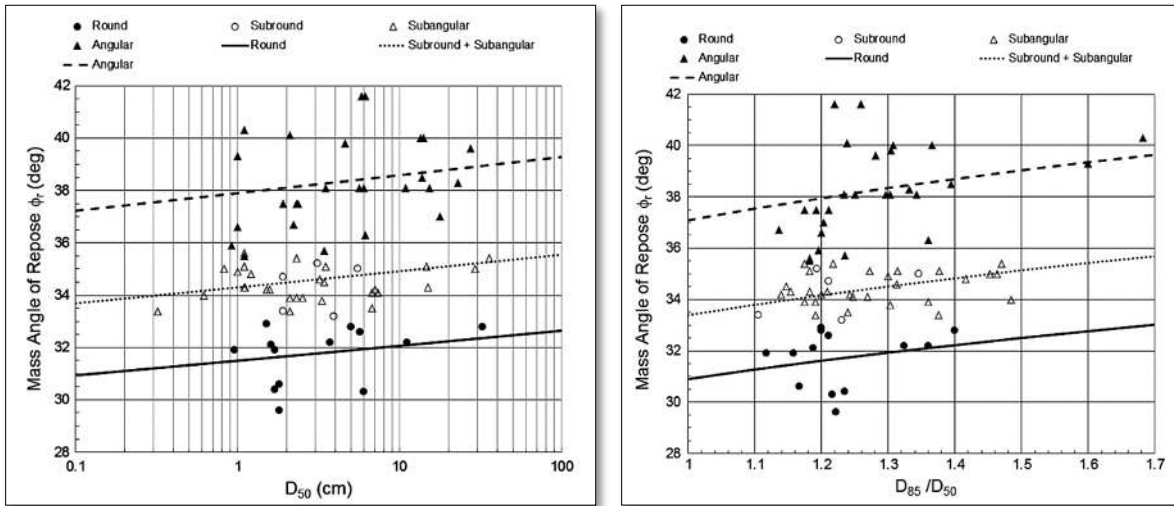 Round Subround Subangular
Angular Round Subround + Subangular
Angular
Mass Angle of Repose ϕr (deg)
42
40
38
36
34
32
30
28
0.1 1 10 100
D50 (cm)
Round Subround Subangular
Angular Round Subround + Subangular
Angular
Mass Angle of Repose ϕr (deg)
42
40
38
36
34
32
30
28
1 1.1 1.2 1.3 1.4 1.5 1.6 1.7
D85 /D50